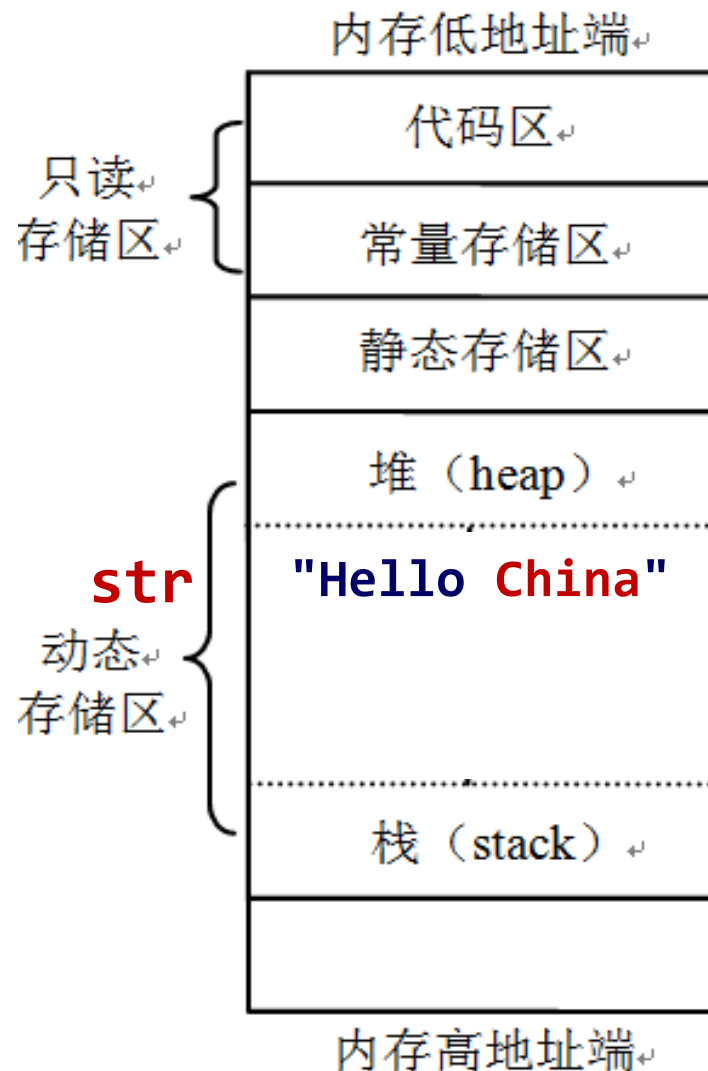 内存低地址端
代码区
只读
存储区
常量存储区
静态存储区
堆（heap）
str
"Hello China"
动态
存储区
栈（stack）
内存高地址端